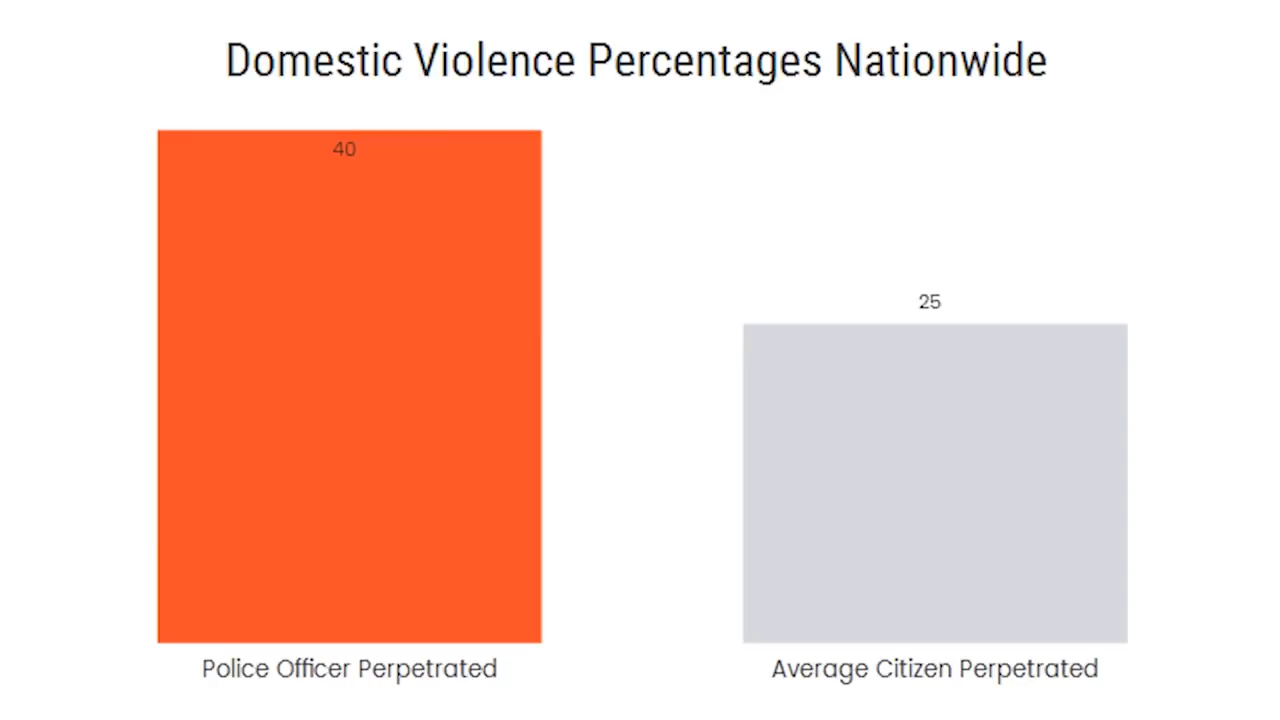 Domestic Violence Percentages Nationwide
40
25
Police Officer Perpetrated
Average Citizen Perpetrated